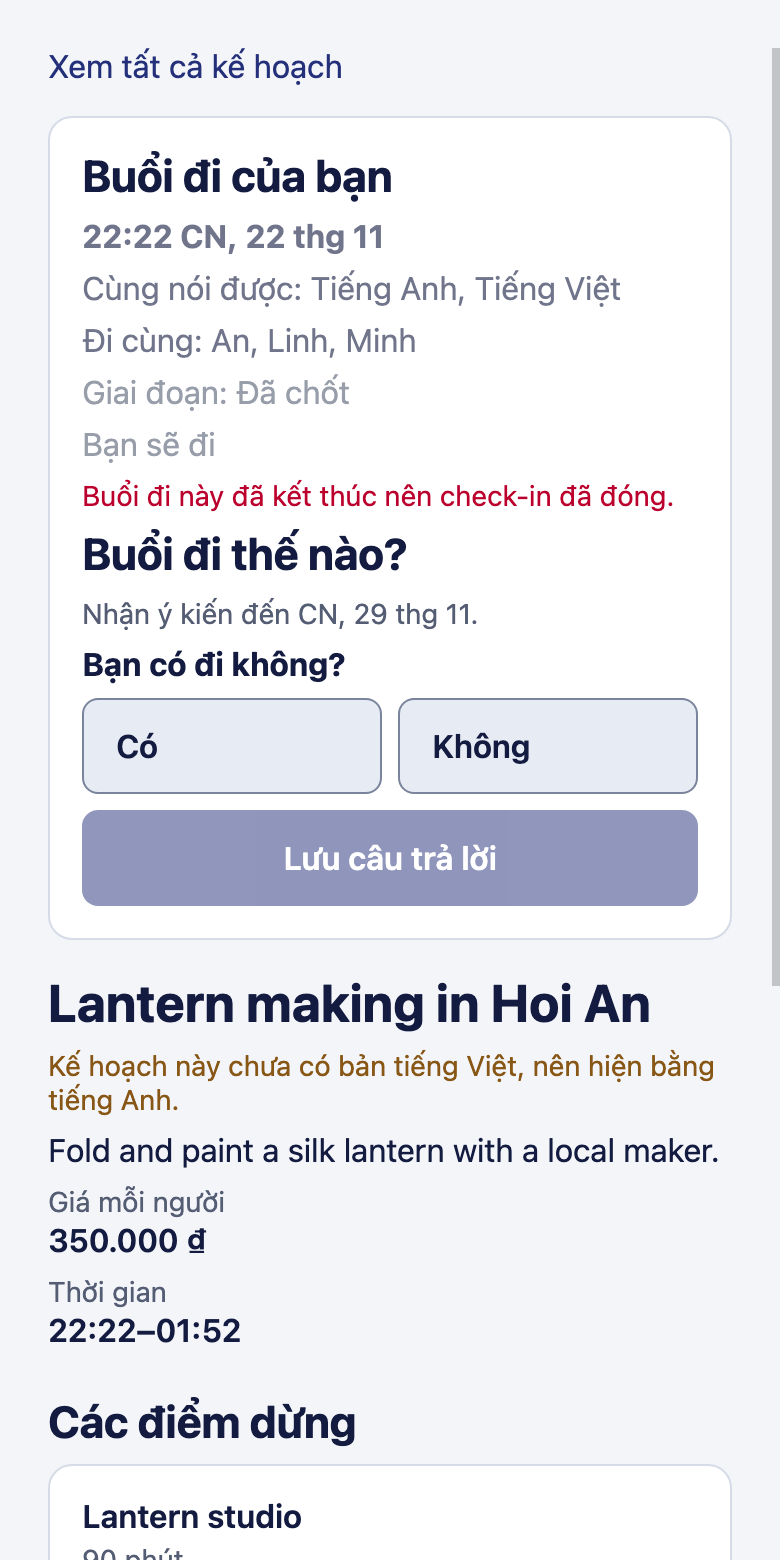 Xem tất cả kế hoạch
Buổi đi của bạn
22:22 CN, 22 thg 11
Cùng nói được: Tiếng Anh, Tiếng Việt
Đi cùng: An, Linh, Minh
Giai đoạn: Đã chốt
Bạn sẽ đi
Buổi đi này đã kết thúc nên check-in đã đóng.
Buổi đi thế nào?
Nhận ý kiến đến CN, 29 thg 11.
Bạn có đi không?
Có
Không
Lưu câu trả lời
Lantern making in Hoi An
Kế hoạch này chưa có bản tiếng Việt, nên hiện bằng
tiếng Anh.
Fold and paint a silk lantern with a local maker.
Giá mỗi người
350.000 ₫
Thời gian
22:22–01:52
Các điểm dừng
Lantern studio
90 phút